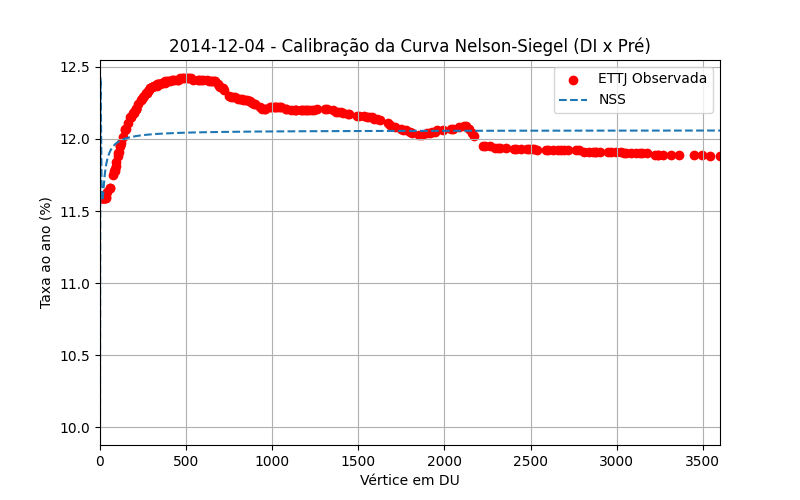 2014-12-04 - Calibração da Curva Nelson-Siegel (DI x Pré)
ETTJ Observada
NSS
Taxa ao ano (%)
12.5
12.0
11.5
11.0
10.5
10.0
0 500 1000 1500 2000 2500 3000 3500
Vértice em DU